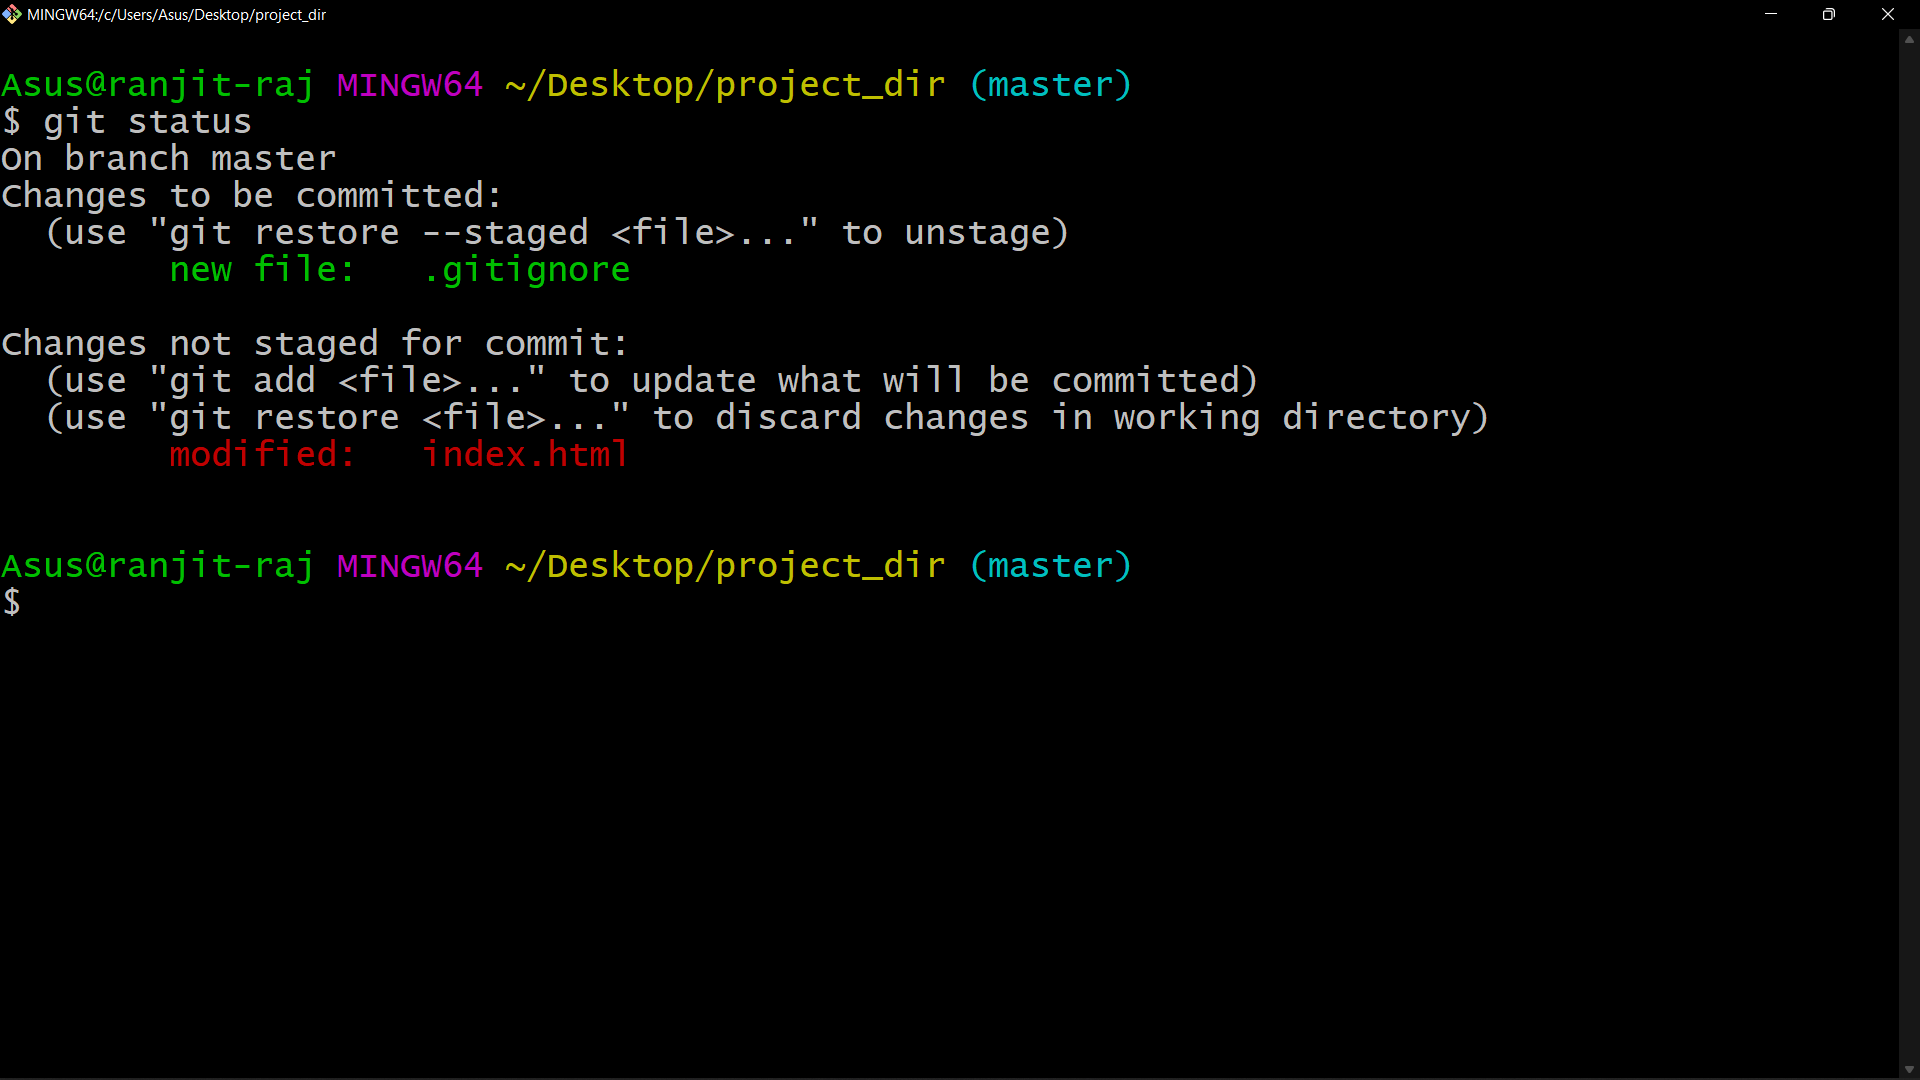 MINGW64:/c/Users/Asus/Desktop/project_dir
Asus@ranjit-raj MINGW64 ~/Desktop/project_dir (master)
$ git status
On branch master
Changes to be committed:
  (use "git restore --staged <file>..." to unstage)
        new file:   .gitignore

Changes not staged for commit:
  (use "git add <file>..." to update what will be committed)
  (use "git restore <file>..." to discard changes in working directory)
        modified:   index.html

Asus@ranjit-raj MINGW64 ~/Desktop/project_dir (master)
$